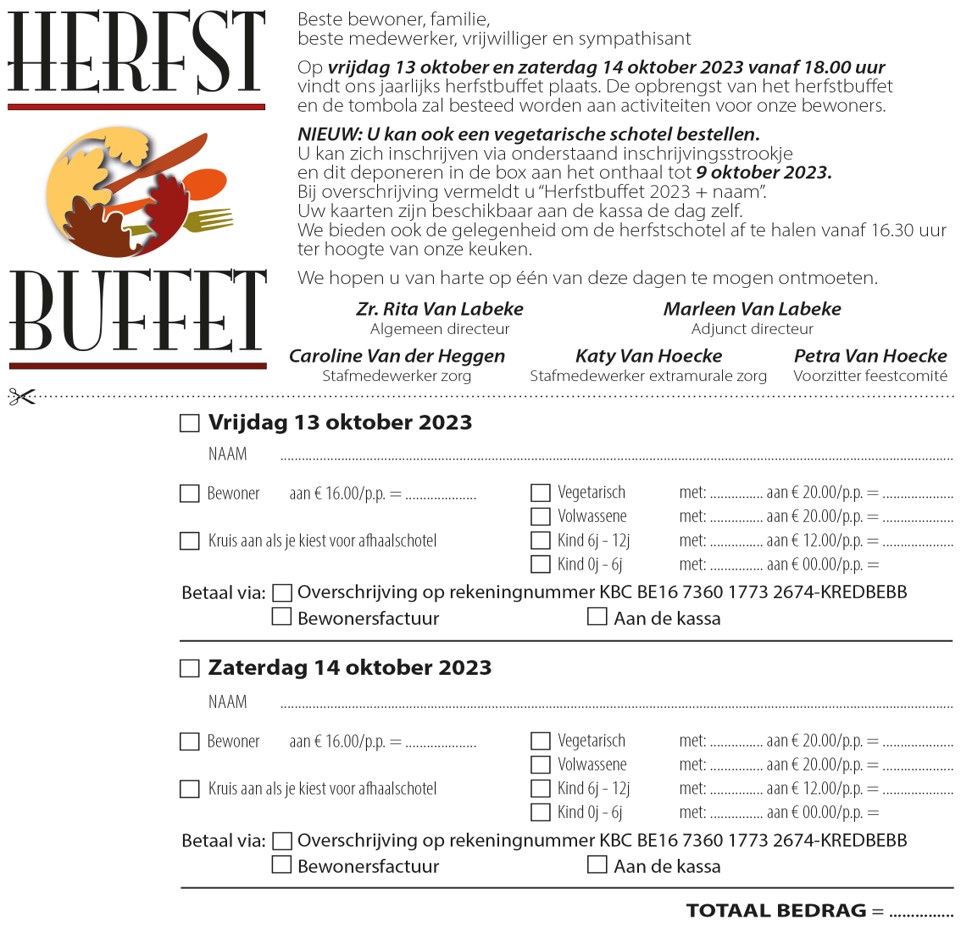 HERFST
BUFFET
Beste bewoner, familie,
beste medewerker, vrijwilliger en sympathisant
Op vrijdag 13 oktober en zaterdag 14 oktober 2023 vanaf 18.00 uur
vindt ons jaarlijks herfstbuffet plaats. De opbrengst van het herfstbuffet
en de tombola zal besteed worden aan activiteiten voor onze bewoners.
NIEUW: U kan ook een vegetarische schotel bestellen.
U kan zich inschrijven via onderstaand inschrijvingsstrookje
en dit deponeren in de box aan het onthaal tot 9 oktober 2023.
Bij overschrijving vermeldt u “Herfstbuffet 2023 + naam”.
Uw kaarten zijn beschikbaar aan de kassa de dag zelf.
We bieden ook de gelegenheid om de herfstschotel af te halen vanaf 16.30 uur
ter hoogte van onze keuken.
We hopen u van harte op één van deze dagen te mogen ontmoeten.
Zr. Rita Van Labeke Marleen Van Labeke
Algemeen directeur Adjunct directeur
Caroline Van der Heggen Katy Van Hoecke Petra Van Hoecke
Stafmedewerker zorg Stafmedewerker extramurale zorg Voorzitter feestcomité
Vrijdag 13 oktober 2023
NAAM ....................
Bewoner aan € 16.00/p.p. = .................... Vegetarisch met: ............... aan € 20.00/p.p. = ....................
Volwassene met: ............... aan € 20.00/p.p. = ....................
Kruis aan als je kiest voor afhaalschotel Kind 6j - 12j met: ............... aan € 12.00/p.p. = ....................
Kind 0j - 6j met: ............... aan € 00.00/p.p. =
Betaal via: Overschrijving op rekeningnummer KBC BE16 7360 1773 2674-KREDBEBB
Bewonersfactuur Aan de kassa
Zaterdag 14 oktober 2023
NAAM ....................
Bewoner aan € 16.00/p.p. = .................... Vegetarisch met: ............... aan € 20.00/p.p. = ....................
Volwassene met: ............... aan € 20.00/p.p. = ....................
Kruis aan als je kiest voor afhaalschotel Kind 6j - 12j met: ............... aan € 12.00/p.p. = ....................
Kind 0j - 6j met: ............... aan € 00.00/p.p. =
Betaal via: Overschrijving op rekeningnummer KBC BE16 7360 1773 2674-KREDBEBB
Bewonersfactuur Aan de kassa
TOTAAL BEDRAG = ...............